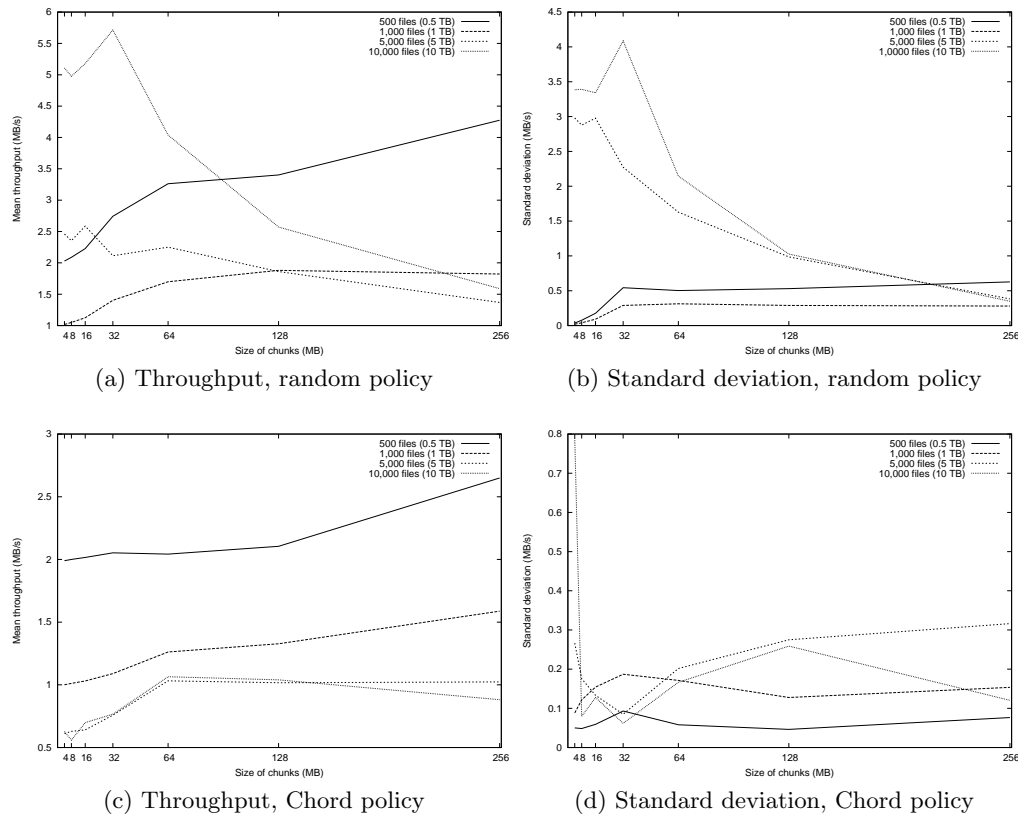 6
5.5
5
4.5
4
3.5
3
2.5
2
1.5
1
Mean throughput (MB/s)
500 files (0.5 TB)
1,000 files (1 TB)
5,000 files (5 TB)
10,000 files (10 TB)
4 8 16 32 64 128 256
Size of chunks (MB)
(a) Throughput, random policy
4.5
4
3.5
3
2.5
2
1.5
1
0.5
0
Standard deviation (MB/s)
500 files (0.5 TB)
1,000 files (1 TB)
5,000 files (5 TB)
1,0000 files (10 TB)
4 8 16 32 64 128 256
Size of chunks (MB)
(b) Standard deviation, random policy
3
2.5
2
1.5
1
0.5
Mean throughput (MB/s)
500 files (0.5 TB)
1,000 files (1 TB)
5,000 files (5 TB)
10,000 files (10 TB)
4 8 16 32 64 128 256
Size of chunks (MB)
(c) Throughput, Chord policy
0.8
0.7
0.6
0.5
0.4
0.3
0.2
0.1
0
Standard deviation (MB/s)
500 files (0.5 TB)
1,000 files (1 TB)
5,000 files (5 TB)
10,000 files (10 TB)
4 8 16 32 64 128 256
Size of chunks (MB)
(d) Standard deviation, Chord policy